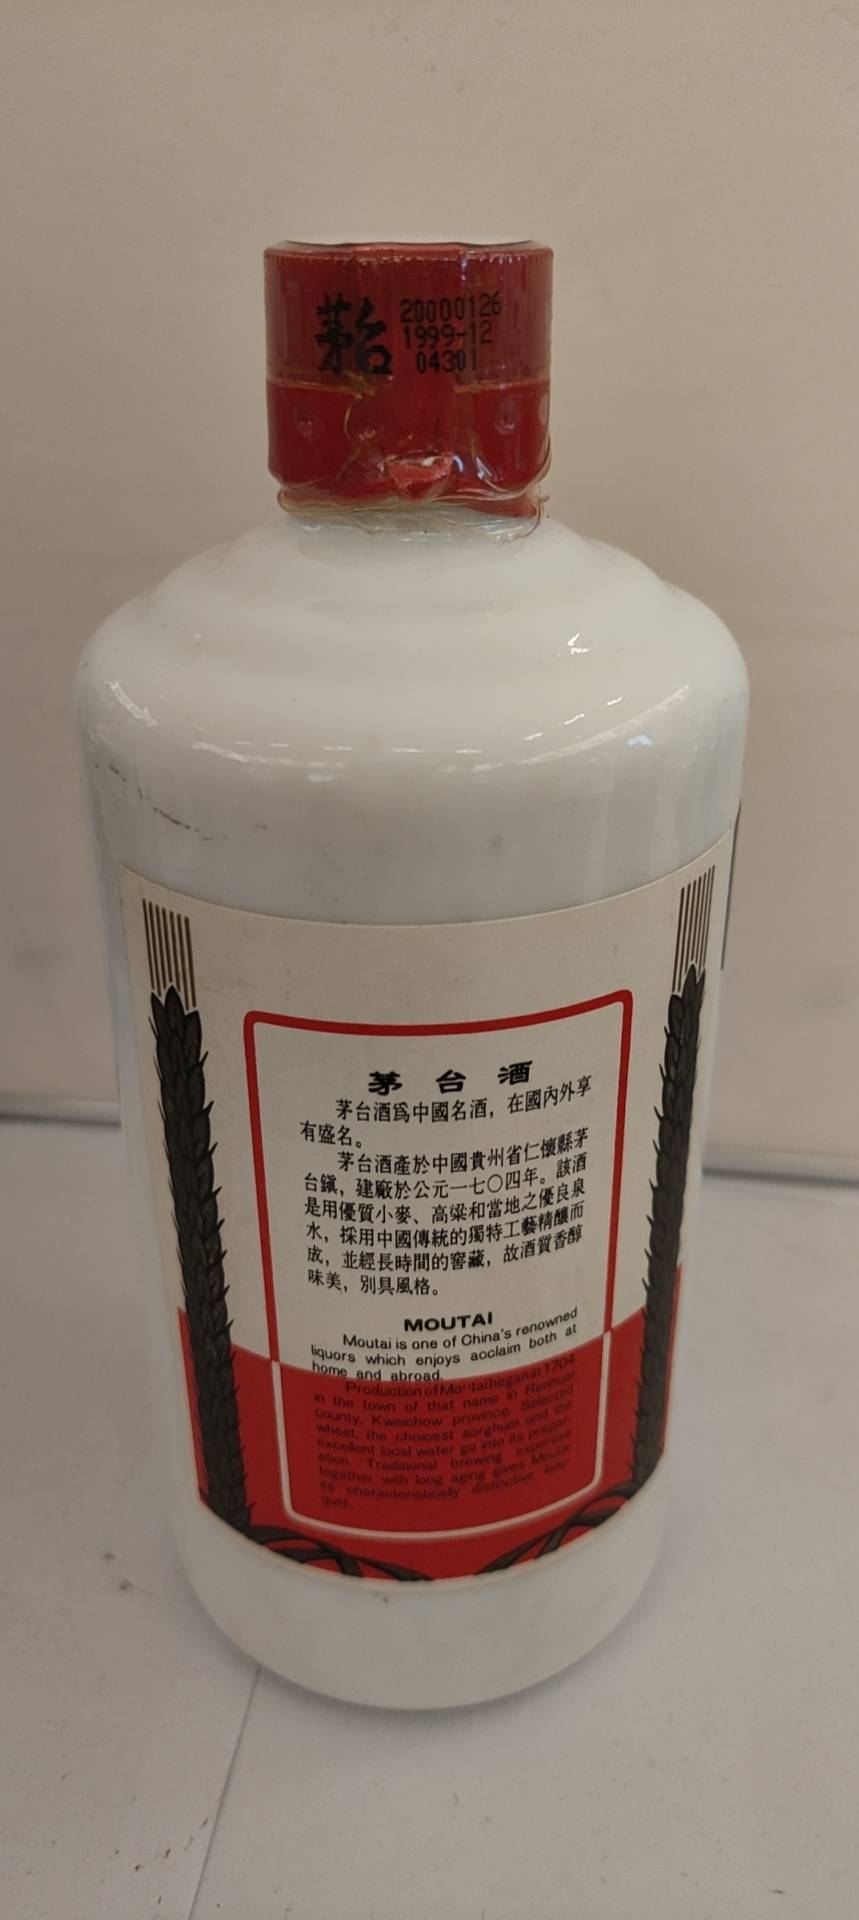 茅台
20000126
1999-12
04301
茅台酒
茅台酒爲中國名酒,在國內外享
有盛名。
茅台酒產於中國貴州省仁懷縣茅
台鎮,建廠於公元一七〇四年。該酒
是用優質小麥、高粱和當地之優良泉
水,採用中國傳統的獨特工藝精釀而
成,並經長時間的窖藏,故酒質香醇
味美,別具風格。
MOUTAI
Moutai is one of China's renowned
liquors which enjoys acclaim both at
home and abroad.
Production of Moutai began in 1704
in the town of that name in Renhuai
county, Kweichow province. Selected
wheat, the choicest sorghum and the
excellent local water go into its prepar-
ation. Traditional brewing expertise
together with long aging gives Moutai
its characteristically distinctive bou-
quet.